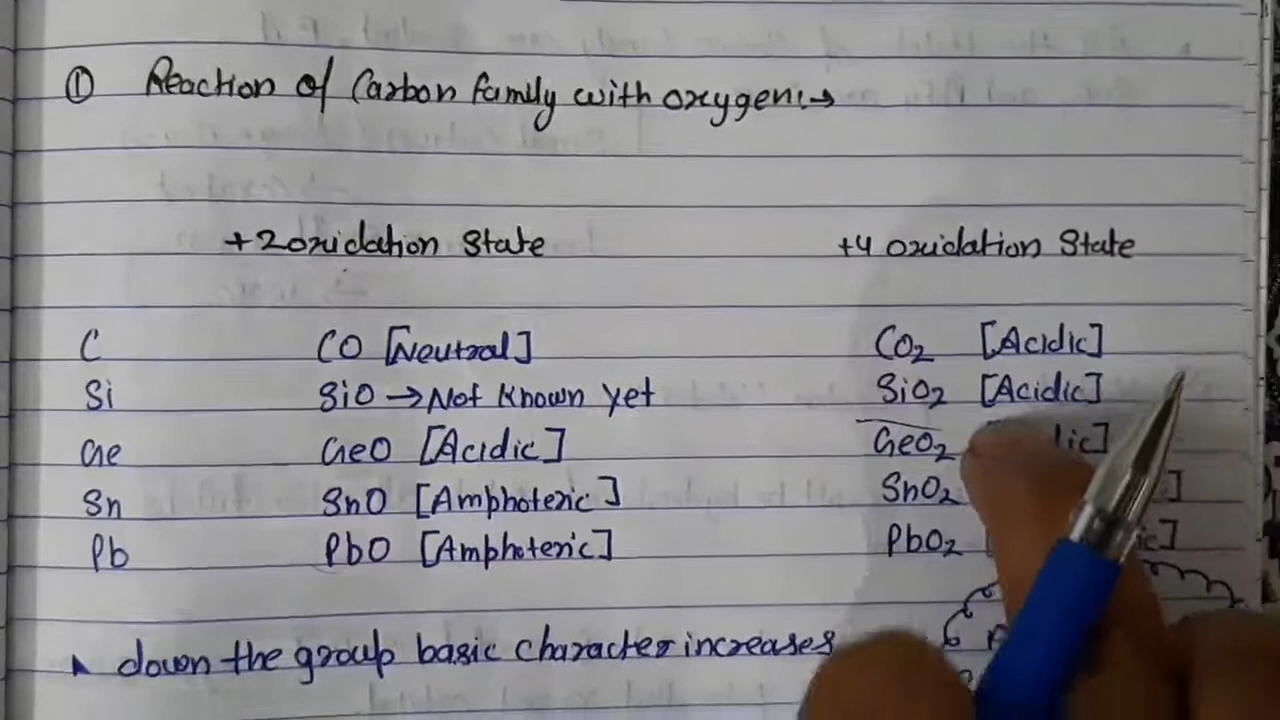 ① Reaction of Carbon family with oxygen:→
+2 oxidation State +4 oxidation State
C CO [Neutral] CO₂ [Acidic]
Si SiO → Not Known yet SiO₂ [Acidic]
Ge GeO [Acidic] GeO₂
Sn SnO [Amphoteric] SnO₂
Pb PbO [Amphoteric] PbO₂
down the group basic character increases